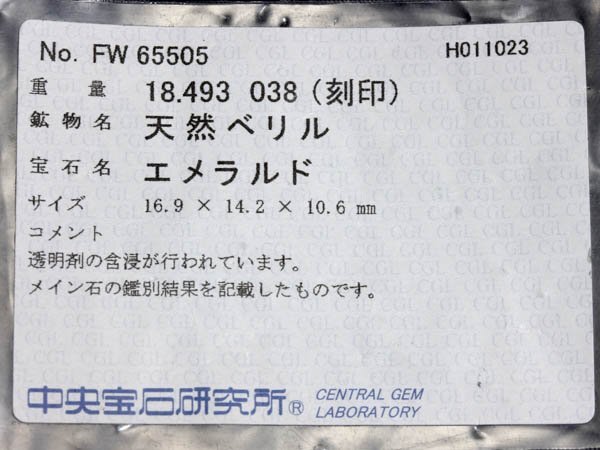 No. FW 65505 H011023
重量 18.493 038 (刻印)
鉱物名 天然ベリル
宝石名 エメラルド
サイズ 16.9 × 14.2 × 10.6 mm
コメント
透明剤の含浸が行われています。
メイン石の鑑別結果を記載したものです。
中央宝石研究所® CENTRAL GEM
LABORATORY